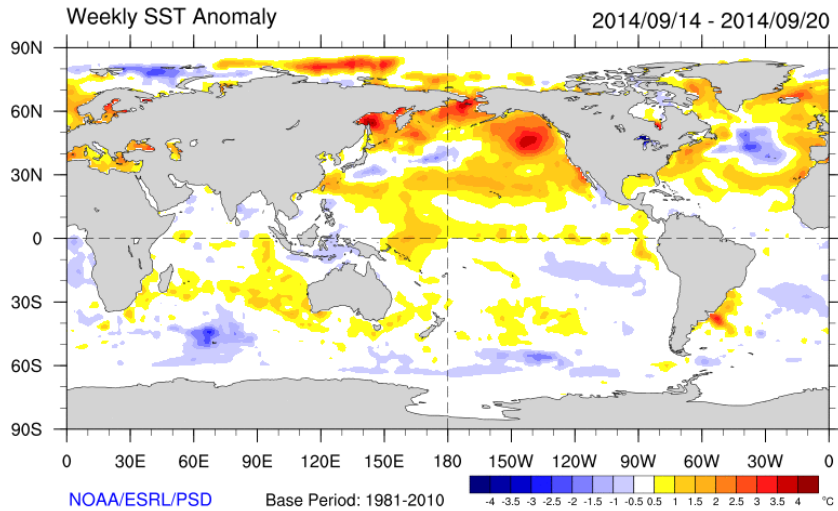 Weekly SST Anomaly 2014/09/14 - 2014/09/20
90N
60N
30N
0
30S
60S
90S
0 30E 60E 90E 120E 150E 180 150W 120W 90W 60W 30W 0
NOAA/ESRL/PSD Base Period: 1981-2010
-4 -3.5 -3 -2.5 -2 -1.5 -1 -0.5 0.5 1 1.5 2 2.5 3 3.5 4 °C